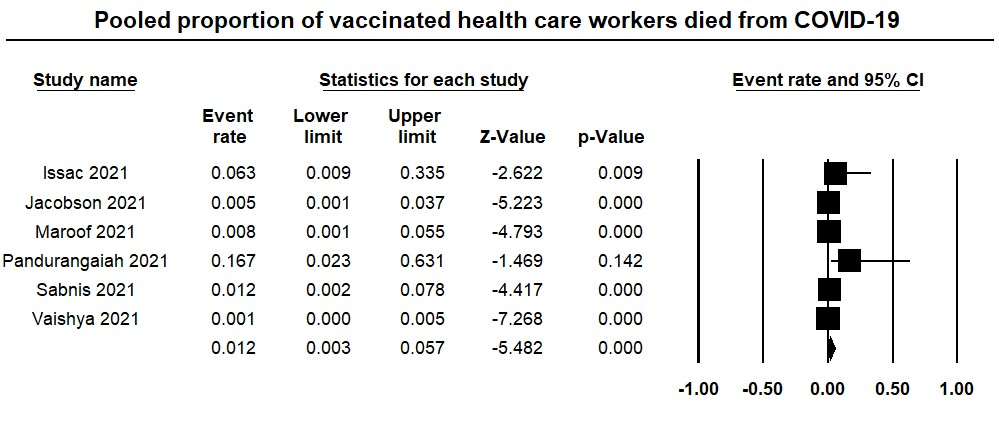 Pooled proportion of vaccinated health care workers died from COVID-19
Study name Statistics for each study Event rate and 95% CI
Event Lower Upper
rate limit limit Z-Value p-Value
Issac 2021 0.063 0.009 0.335 -2.622 0.009
Jacobson 2021 0.005 0.001 0.037 -5.223 0.000
Maroof 2021 0.008 0.001 0.055 -4.793 0.000
Pandurangaiah 2021 0.167 0.023 0.631 -1.469 0.142
Sabnis 2021 0.012 0.002 0.078 -4.417 0.000
Vaishya 2021 0.001 0.000 0.005 -7.268 0.000
0.012 0.003 0.057 -5.482 0.000
-1.00 -0.50 0.00 0.50 1.00